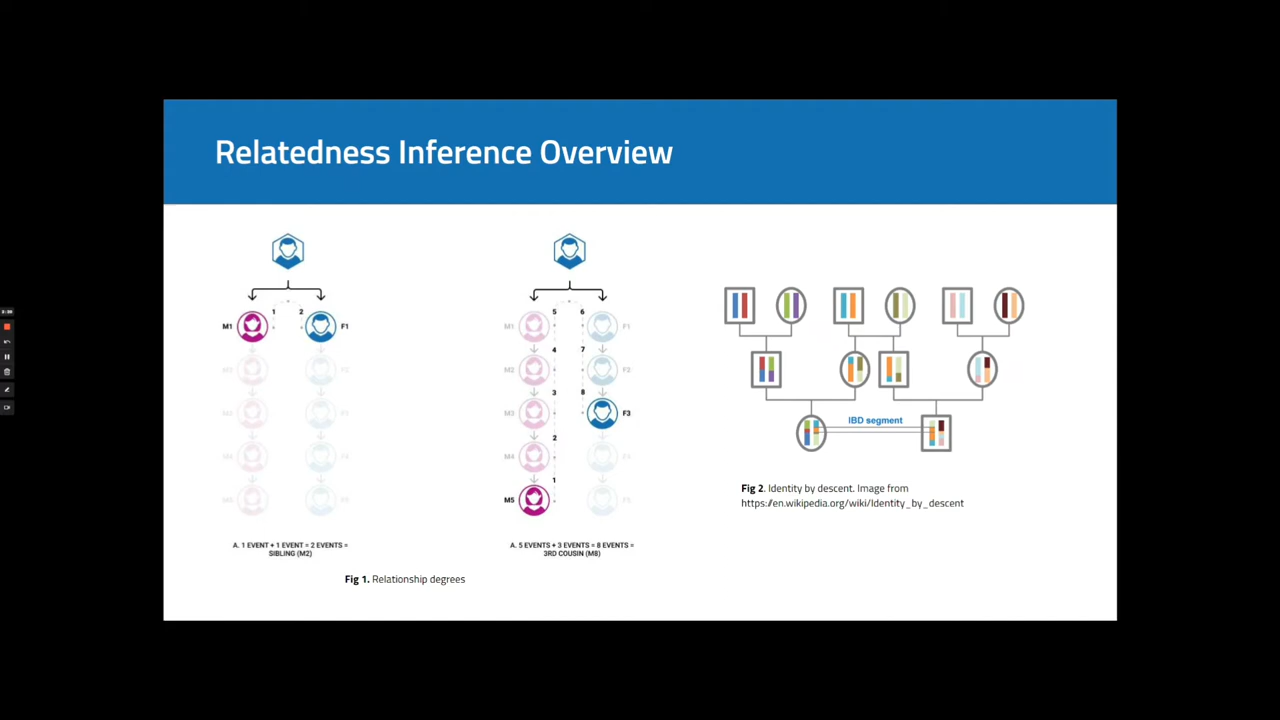 Relatedness Inference Overview
1 2
M1 F1
A. 1 EVENT + 1 EVENT = 2 EVENTS =
SIBLING (M2)
5 6
M1 F1
4 7
M2 F2
3 8
M3 F3
2
M4
1
M5
A. 5 EVENTS + 3 EVENTS = 8 EVENTS =
3RD COUSIN (M8)
Fig 1. Relationship degrees
IBD segment
Fig 2. Identity by descent. Image from
https://en.wikipedia.org/wiki/Identity_by_descent